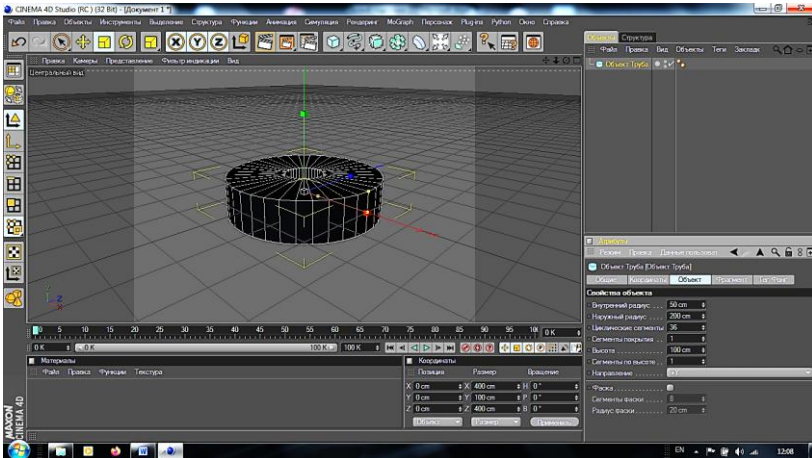 CINEMA 4D Studio (RC ) (32 Bit) - [Документ 1 *]
Файл Правка Объекты Инструменты Выделение Структура Функции Анимация Симуляция Рендеринг MoGraph Персонаж Plug-ins Python Окно Справка
Правка Камеры Представление Фильтр индикации Вид
Центральный вид
Объекты Структура
Файл Правка Вид Объекты Теги Закладк
Объект Труба
Атрибуты
Режим Правка Данные пользоват
Объект Труба [Объект Труба]
Общие Координаты Объект Фрагмент Тег Фонг
Свойства объекта
Внутренний радиус . . . 50 cm
Наружный радиус . . . 200 cm
Циклические сегменты 36
Сегменты покрытия . . 1
Высота . . . . . . . . . . . 100 cm
Сегменты по высоте . . 1
Направление . . . . . . . +Y
Фаска . . . . . . . . .
Сегменты фаски . . . . 8
Радиус фаски . . . . . . 20 cm
0 5 10 15 20 25 30 35 40 45 50 55 60 65 70 75 80 85 90 95 0 K
0 K 0 K 100 K 100 K
Материалы
Файл Правка Функции Текстура
Координаты
Позиция Размер Вращение
X 0 cm X 400 cm H 0 °
Y 0 cm Y 100 cm P 0 °
Z 0 cm Z 400 cm B 0 °
Объект Размер Применить
MAXON
CINEMA 4D
EN 12:08